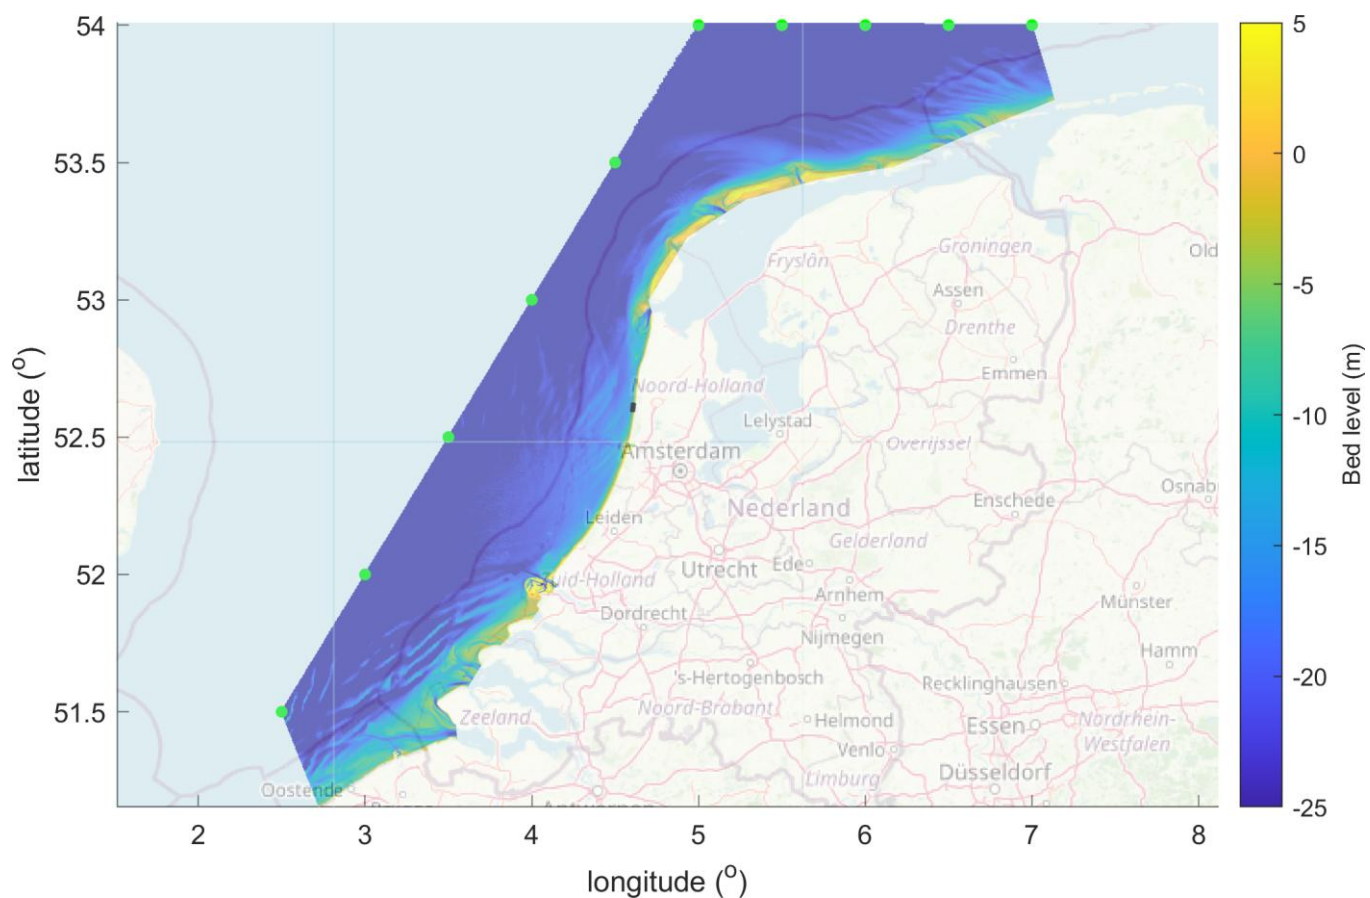 54
53.5
53
52.5
52
51.5
latitude (o)
2
3
4
5
6
7
8
longitude (o)
5
0
-5
-10
-15
-20
-25
Bed level (m)
Groningen
Old
Fryslân
Assen
Drenthe
Emmen
Noord-Holland
Lelystad
Overijssel
Amsterdam
Osnab
Enschede
Nederland
Leiden
Gelderland
Utrecht
Ede
Zuid-Holland
Arnhem
Münster
Dordrecht
Nijmegen
Hamm
's-Hertogenbosch
Recklinghausen
Noord-Brabant
Zeeland
Helmond
Essen
Nordrhein-
Westfalen
Venlo
Limburg
Düsseldorf
Oostende